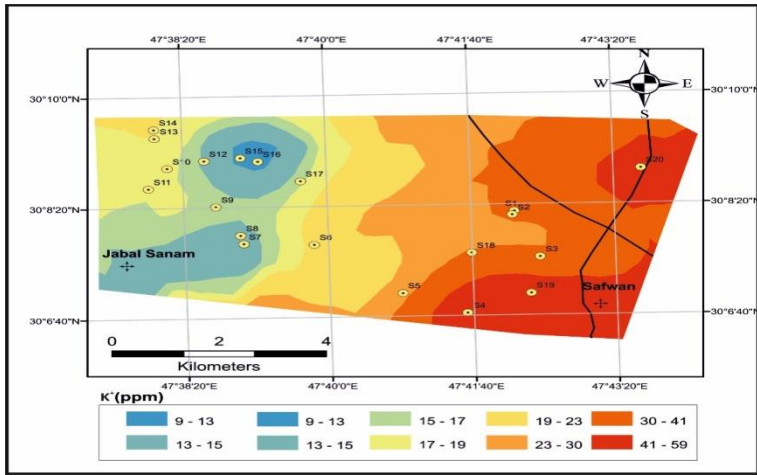 47°38'20"E 47°40'0"E 47°41'40"E 47°43'20"E
N
W E
S
30°10'0"N 30°10'0"N
S14
S13
S12 S15 S16
S10 S20
S11 S17
S9 S1
30°8'20"N 30°8'20"N
S2
S8
S7 S6
S18 S3
Jabal Sanam
S5 S19 Safwan
S4
30°6'40"N 30°6'40"N
0 2 4
Kilometers
47°38'20"E 47°40'0"E 47°41'40"E 47°43'20"E
K⁺(ppm)
9 - 13 9 - 13 15 - 17 19 - 23 30 - 41
13 - 15 13 - 15 17 - 19 23 - 30 41 - 59